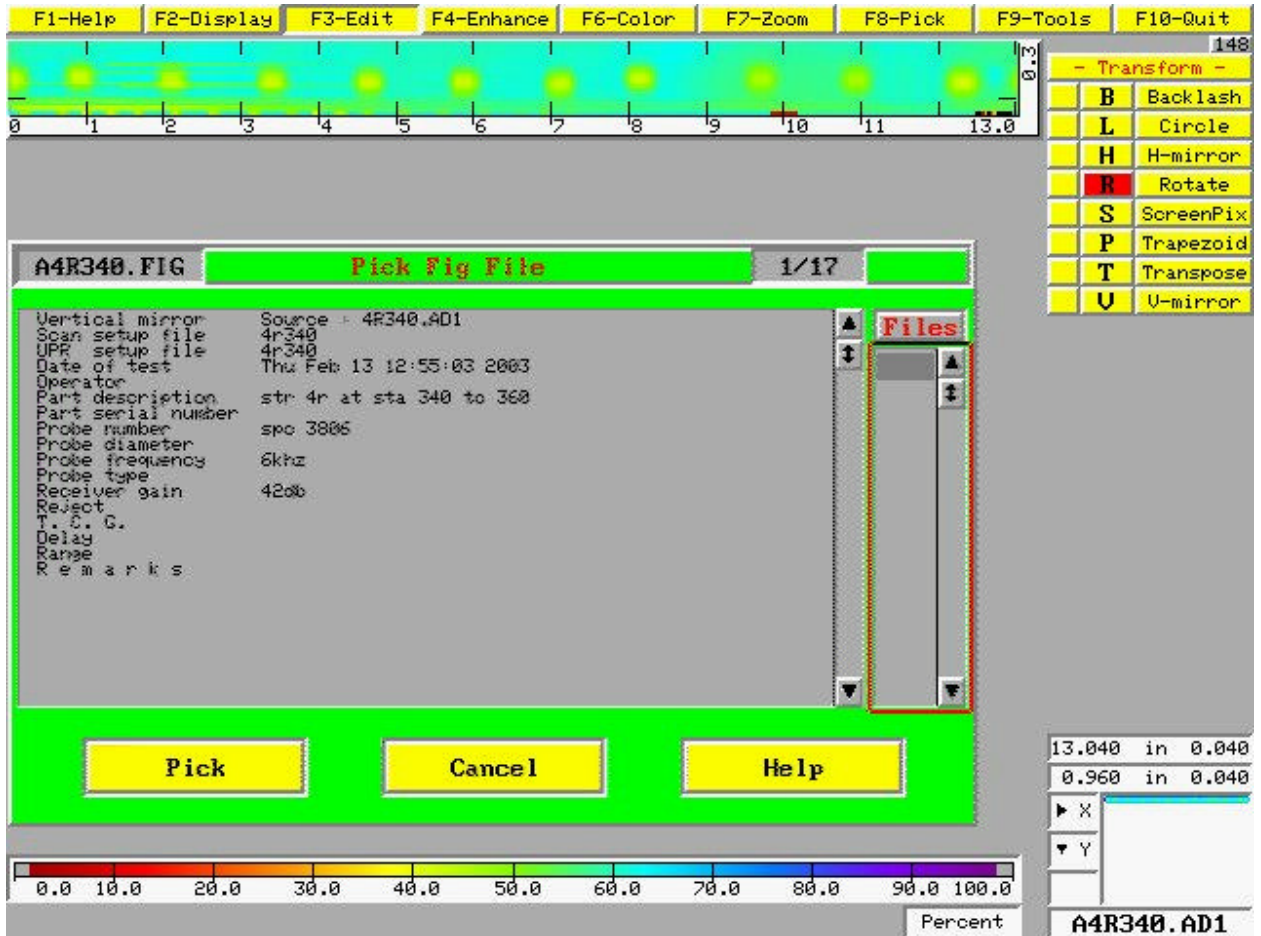 F1-Help F2-Display F3-Edit F4-Enhance F6-Color F7-Zoom F8-Pick F9-Tools F10-Quit
148
0.3
0 1 2 3 4 5 6 7 8 9 10 11 13.0
- Transform -
B Backlash
L Circle
H H-mirror
R Rotate
S ScreenPix
P Trapezoid
T Transpose
V V-mirror
A4R340.FIG Pick Fig File 1/17
Files
Vertical mirror Source : 4R340.AD1
Scan setup file 4r340
UPR setup file 4r340
Date of test Thu Feb 13 12:55:03 2003
Operator
Part description str 4r at sta 340 to 360
Part serial number
Probe number spo 3806
Probe diameter
Probe frequency 6khz
Probe type
Receiver gain 42db
Reject
T. C. G.
Delay
Range
R e m a r k s
Pick Cancel Help
13.040 in 0.040
0.960 in 0.040
X
Y
0.0 10.0 20.0 30.0 40.0 50.0 60.0 70.0 80.0 90.0 100.0
Percent
A4R340.AD1